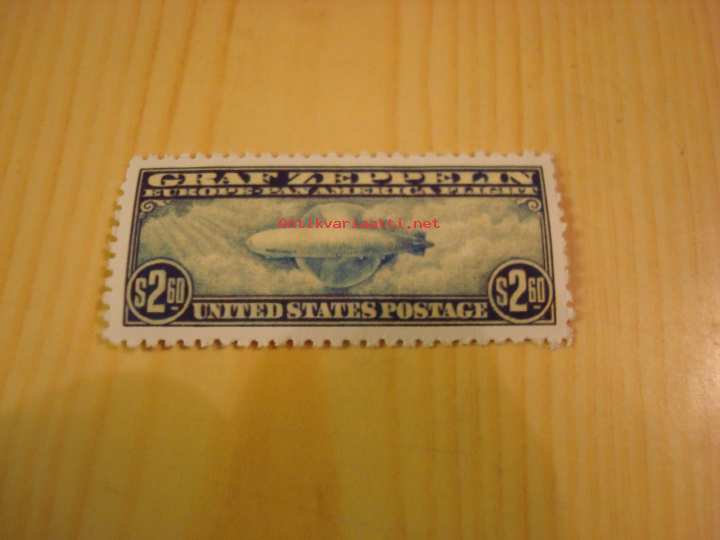 GRAF ZEPPELIN
EUROPE-PAN AMERICA FLIGHT
Antikvariaatti.net
$2.60 $2.60
UNITED STATES POSTAGE